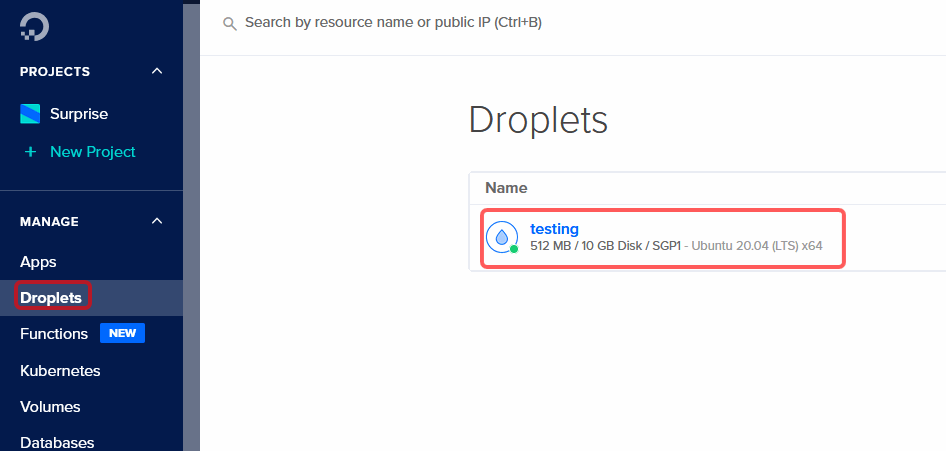 Search by resource name or public IP (Ctrl+B)
PROJECTS
Surprise
+ New Project
MANAGE
Apps
Droplets
Functions NEW
Kubernetes
Volumes
Databases
Droplets
Name
testing
512 MB / 10 GB Disk / SGP1 - Ubuntu 20.04 (LTS) x64